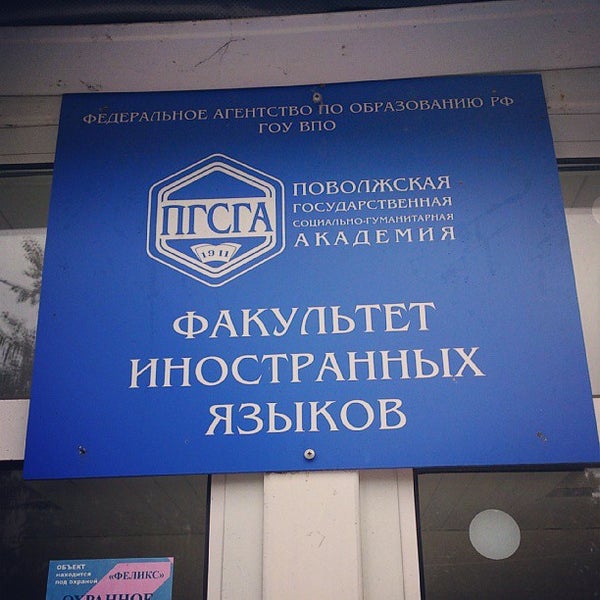 ФЕДЕРАЛЬНОЕ АГЕНТСТВО ПО ОБРАЗОВАНИЮ РФ
ГОУ ВПО
ПГСГА
1911
ПОВОЛЖСКАЯ
ГОСУДАРСТВЕННАЯ
СОЦИАЛЬНО-ГУМАНИТАРНАЯ
АКАДЕМИЯ
ФАКУЛЬТЕТ
ИНОСТРАННЫХ
ЯЗЫКОВ
ОБЪЕКТ
находится
под охраной
«ФЕЛИКС»
ОХРАННОЕ